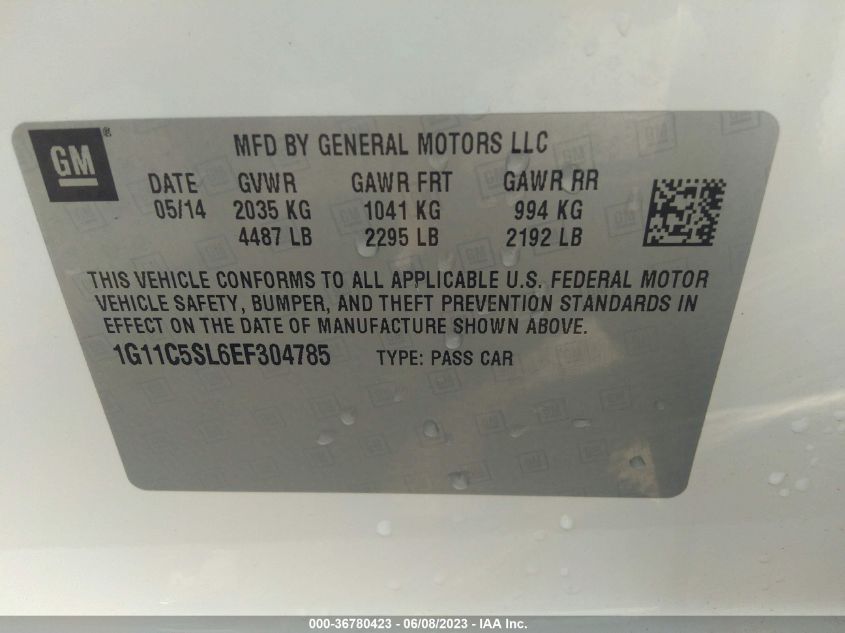 GM ®
MFD BY GENERAL MOTORS LLC
DATE GVWR GAWR FRT GAWR RR
05/14 2035 KG 1041 KG 994 KG
4487 LB 2295 LB 2192 LB
THIS VEHICLE CONFORMS TO ALL APPLICABLE U.S. FEDERAL MOTOR
VEHICLE SAFETY, BUMPER, AND THEFT PREVENTION STANDARDS IN
EFFECT ON THE DATE OF MANUFACTURE SHOWN ABOVE.
1G11C5SL6EF304785 TYPE: PASS CAR
000-36780423 - 06/08/2023 - IAA Inc.